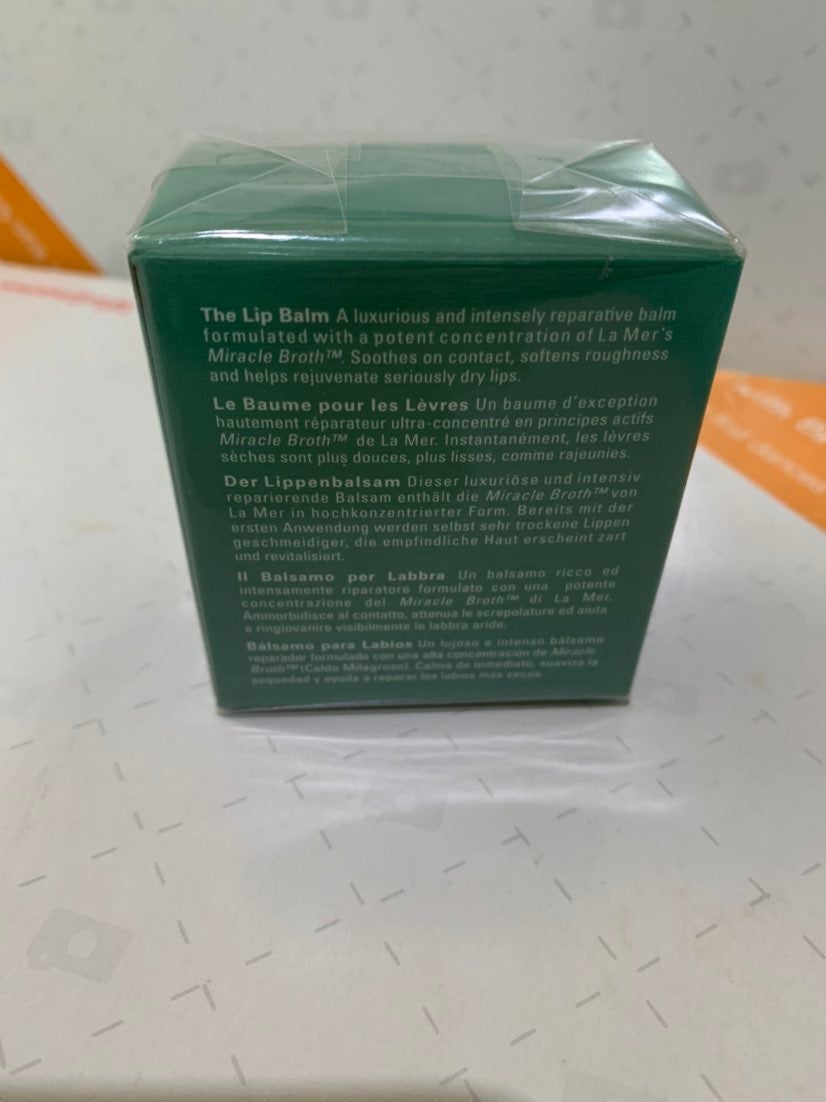 The Lip Balm A luxurious and intensely reparative balm
formulated with a potent concentration of La Mer's
Miracle Broth™. Soothes on contact, softens roughness
and helps rejuvenate seriously dry lips.
Le Baume pour les Lèvres Un baume d'exception
hautement réparateur ultra-concentré en principes actifs
Miracle Broth™ de La Mer. Instantanément, les lèvres
sèches sont plus douces, plus lisses, comme rajeunies.
Der Lippenbalsam Dieser luxuriöse und intensiv
reparierende Balsam enthält die Miracle Broth™ von
La Mer in hochkonzentrierter Form. Bereits mit der
ersten Anwendung werden selbst sehr trockene Lippen
geschmeidiger, die empfindliche Haut erscheint zart
und revitalisiert.
Il Balsamo per Labbra Un balsamo ricco ed
intensamente riparatore formulato con una potente
concentrazione del Miracle Broth™ di La Mer.
Ammorbidisce al contatto, attenua le screpolature ed aiuta
a ringiovanire visibilmente le labbra aride.
Bálsamo para Labios Un lujoso e intenso bálsamo
reparador formulado con una alta concentración de Miracle
Broth™ (Caldo Milagroso). Calma de inmediato, suaviza la
sequedad y ayuda a reparar los labios más secos.